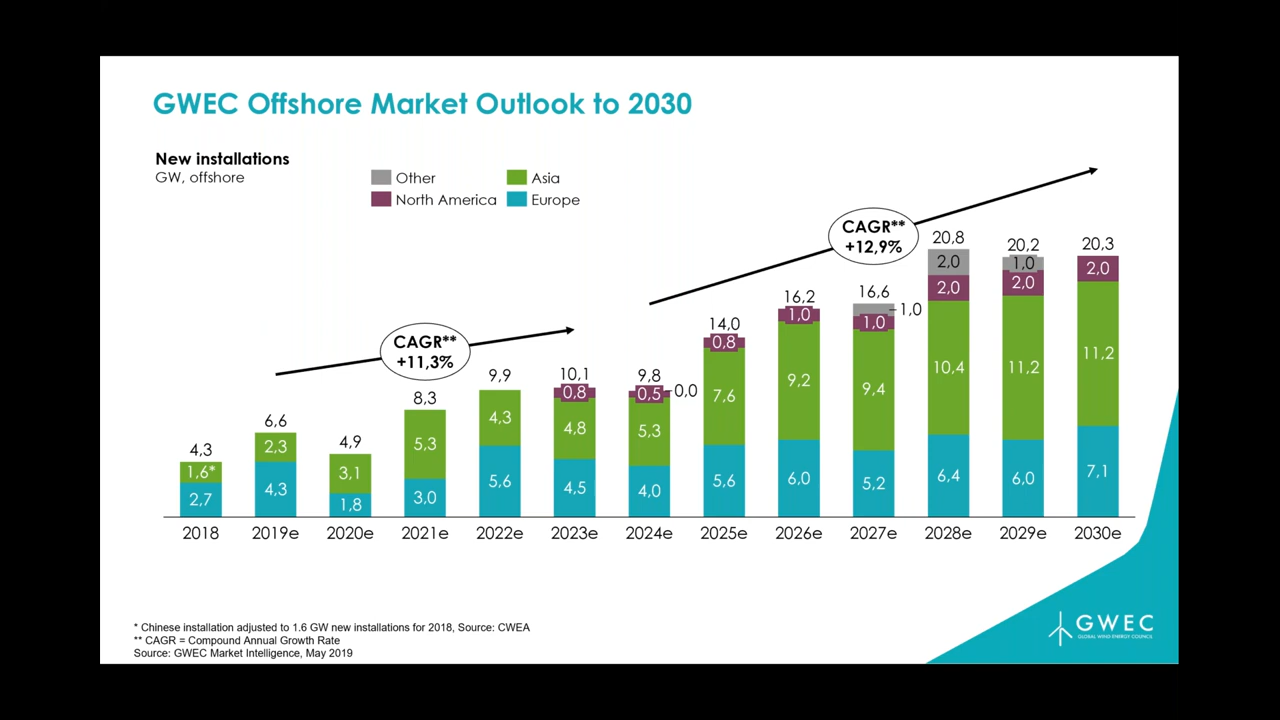 GWEC Offshore Market Outlook to 2030
New installations
GW, offshore
Other
Asia
North America
Europe
CAGR**
+11,3%
CAGR**
+12,9%
4,3
6,6
4,9
8,3
9,9
10,1
9,8
14,0
16,2
16,6
20,8
20,2
20,3
2,0
1,0
1,0
0,8
0,5
0,0
0,8
1,0
1,0
2,0
2,0
2,0
1,6*
2,3
3,1
5,3
4,3
4,8
5,3
7,6
9,2
9,4
10,4
11,2
11,2
2,7
4,3
1,8
3,0
5,6
4,5
4,0
5,6
6,0
5,2
6,4
6,0
7,1
2018
2019e
2020e
2021e
2022e
2023e
2024e
2025e
2026e
2027e
2028e
2029e
2030e
* Chinese installation adjusted to 1.6 GW new installations for 2018, Source: CWEA
** CAGR = Compound Annual Growth Rate
Source: GWEC Market Intelligence, May 2019
GWEC
GLOBAL WIND ENERGY COUNCIL